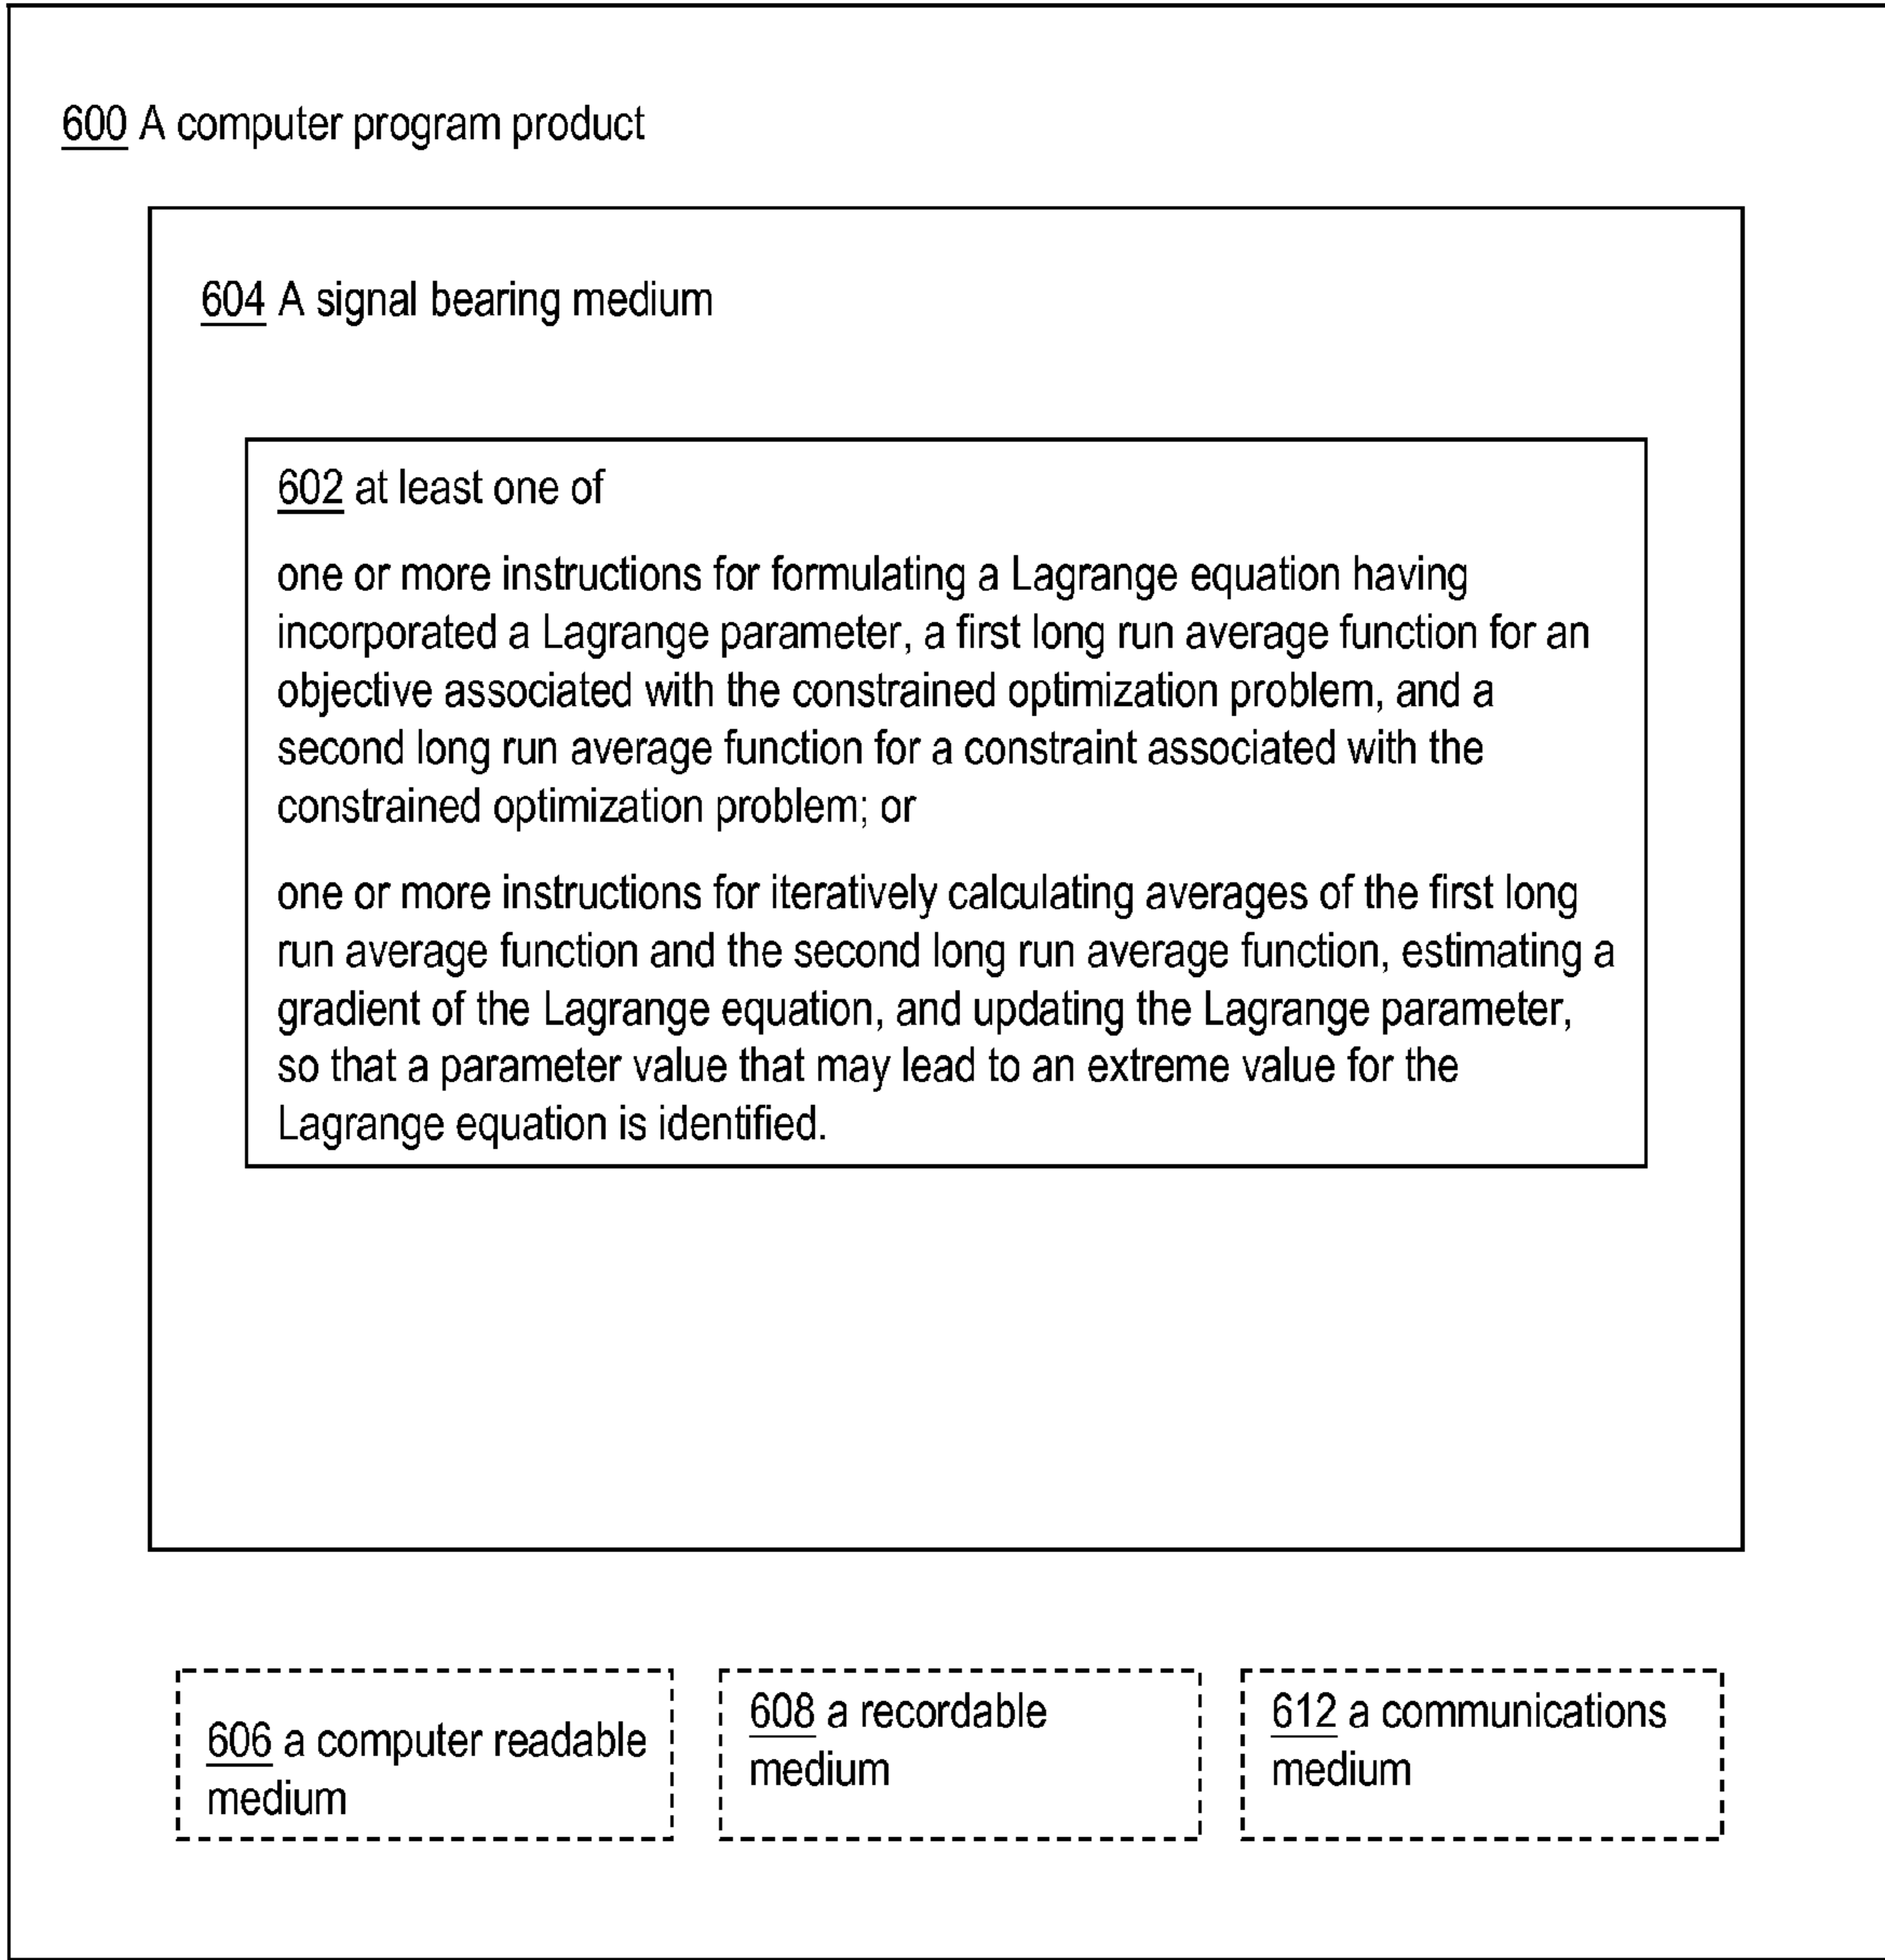 600 A computer program product
604 A signal bearing medium
602 at least one of
one or more instructions for formulating a Lagrange equation having
incorporated a Lagrange parameter, a first long run average function for an
objective associated with the constrained optimization problem, and a
second long run average function for a constraint associated with the
constrained optimization problem; or
one or more instructions for iteratively calculating averages of the first long
run average function and the second long run average function, estimating a
gradient of the Lagrange equation, and updating the Lagrange parameter,
so that a parameter value that may lead to an extreme value for the
Lagrange equation is identified.
606 a computer readable
medium
608 a recordable
medium
612 a communications
medium